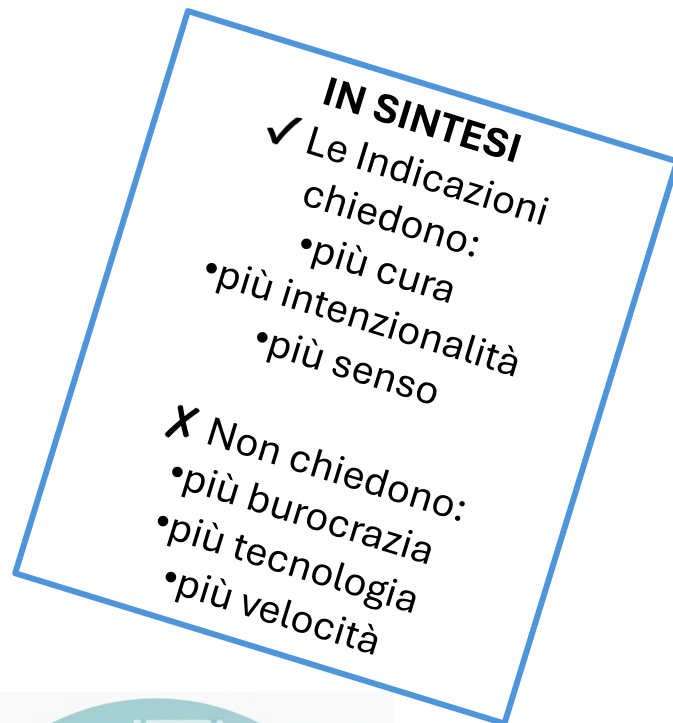 IN SINTESI
✓ Le Indicazioni
chiedono:
•più cura
•più intenzionalità
•più senso
✗ Non chiedono:
•più burocrazia
•più tecnologia
•più velocità